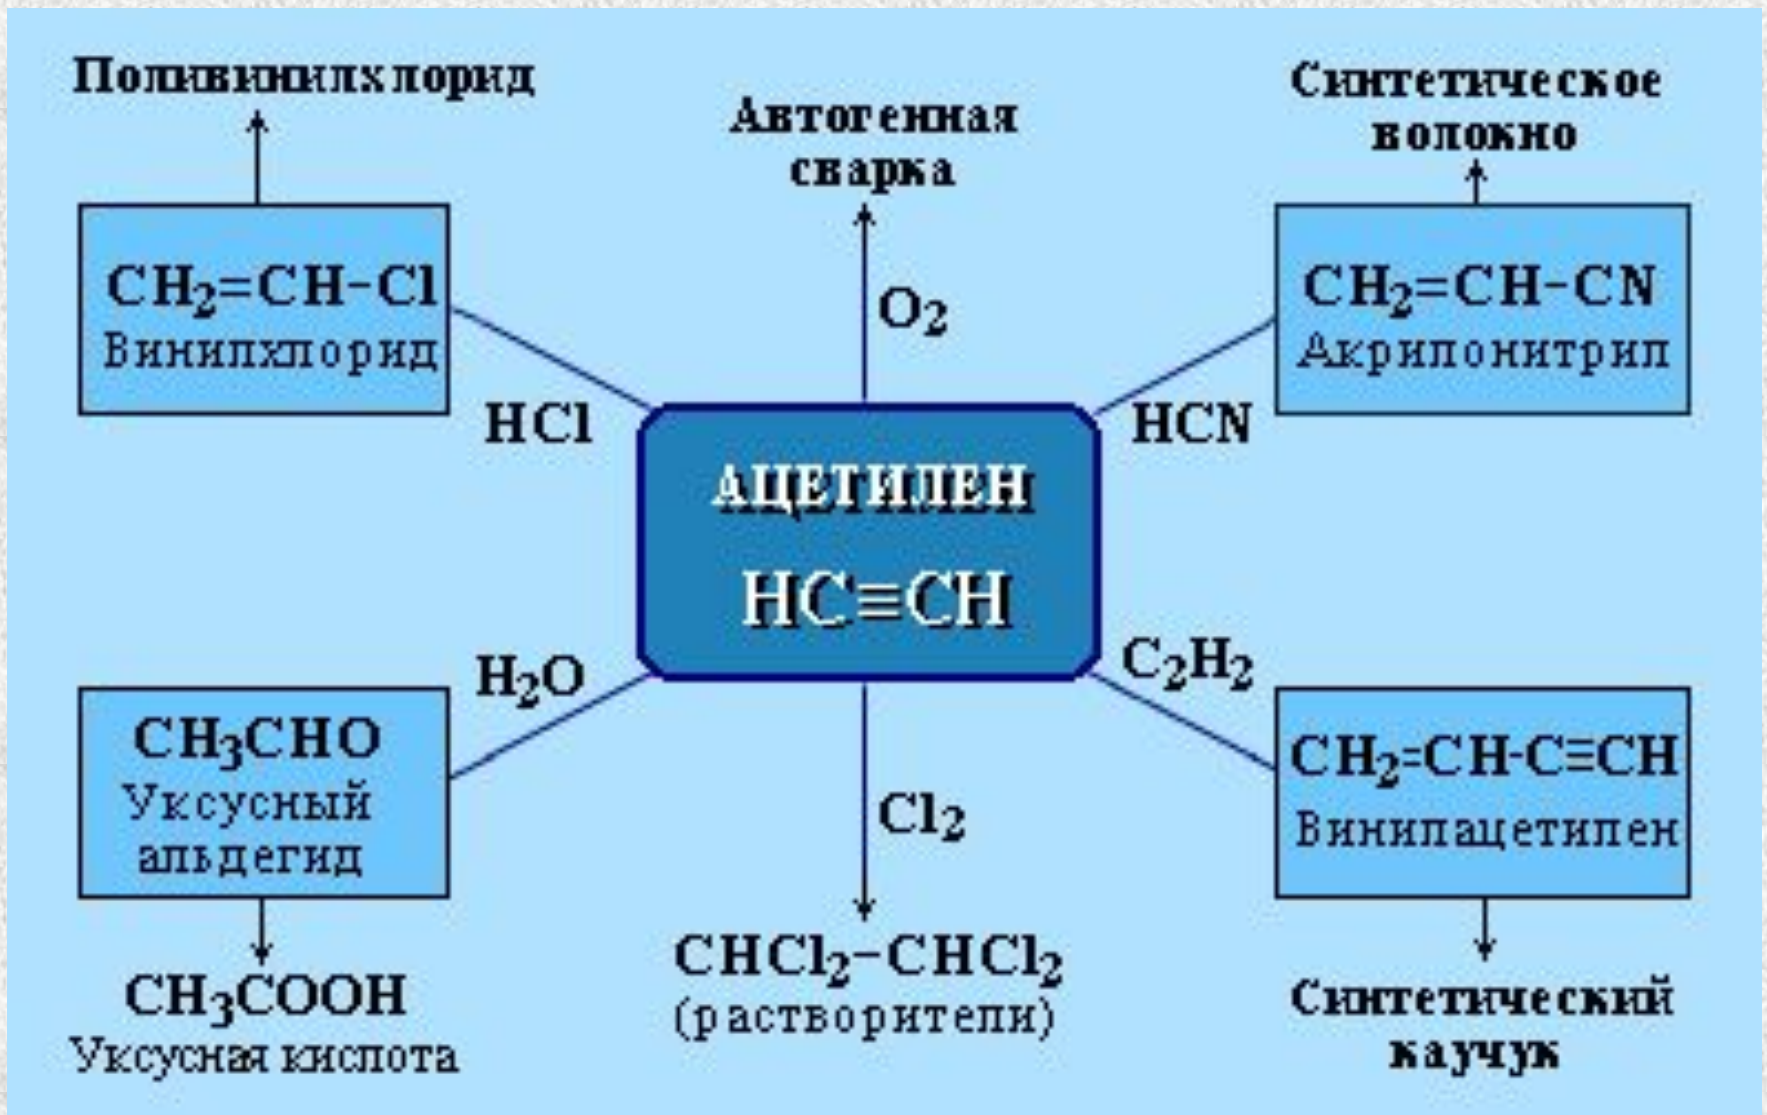 Поливинилхлорид
Автогенная
сварка
Синтетическое
волокно
CH₂=CH-Cl
Винилхлорид
O₂
CH₂=CH-CN
Акрилонитрил
HCl
HCN
АЦЕТИЛЕН
HC≡CH
H₂O
C₂H₂
CH₃CHO
Уксусный
альдегид
Cl₂
CH₂=CH-C≡CH
Винилацетилен
CH₃COOH
Уксусная кислота
CHCl₂-CHCl₂
(растворители)
Синтетический
каучук